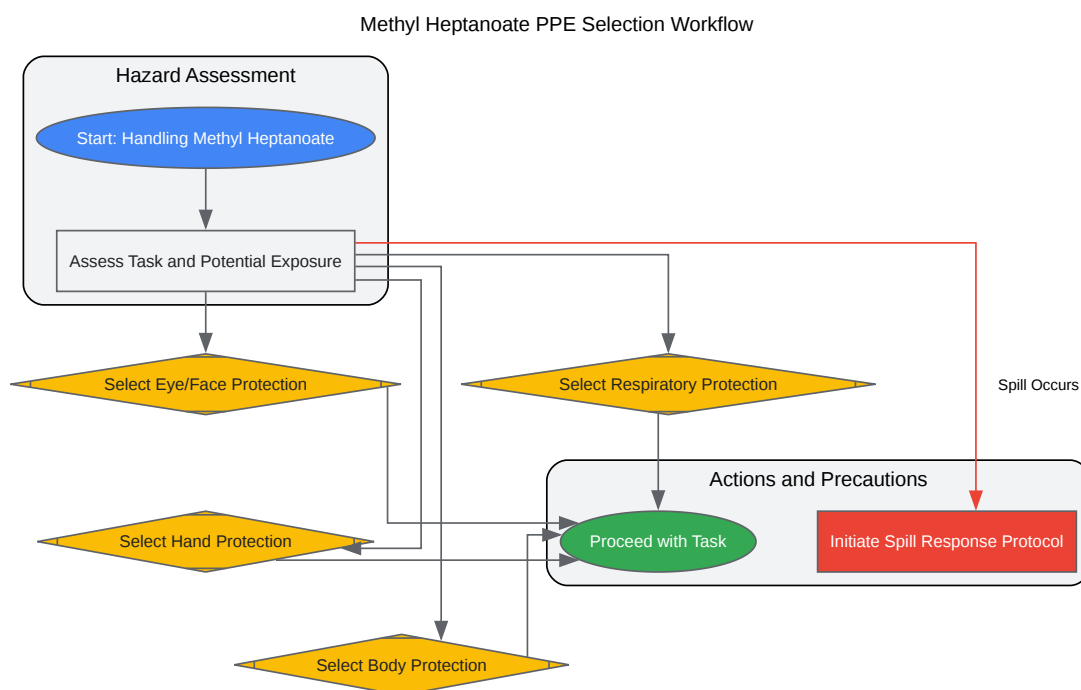 Methyl Heptanoate PPE Selection Workflow
Hazard Assessment
Start: Handling Methyl Heptanoate
Assess Task and Potential Exposure
Select Eye/Face Protection
Select Respiratory Protection
Spill Occurs
Actions and Precautions
Select Hand Protection
Proceed with Task
Initiate Spill Response Protocol
Select Body Protection